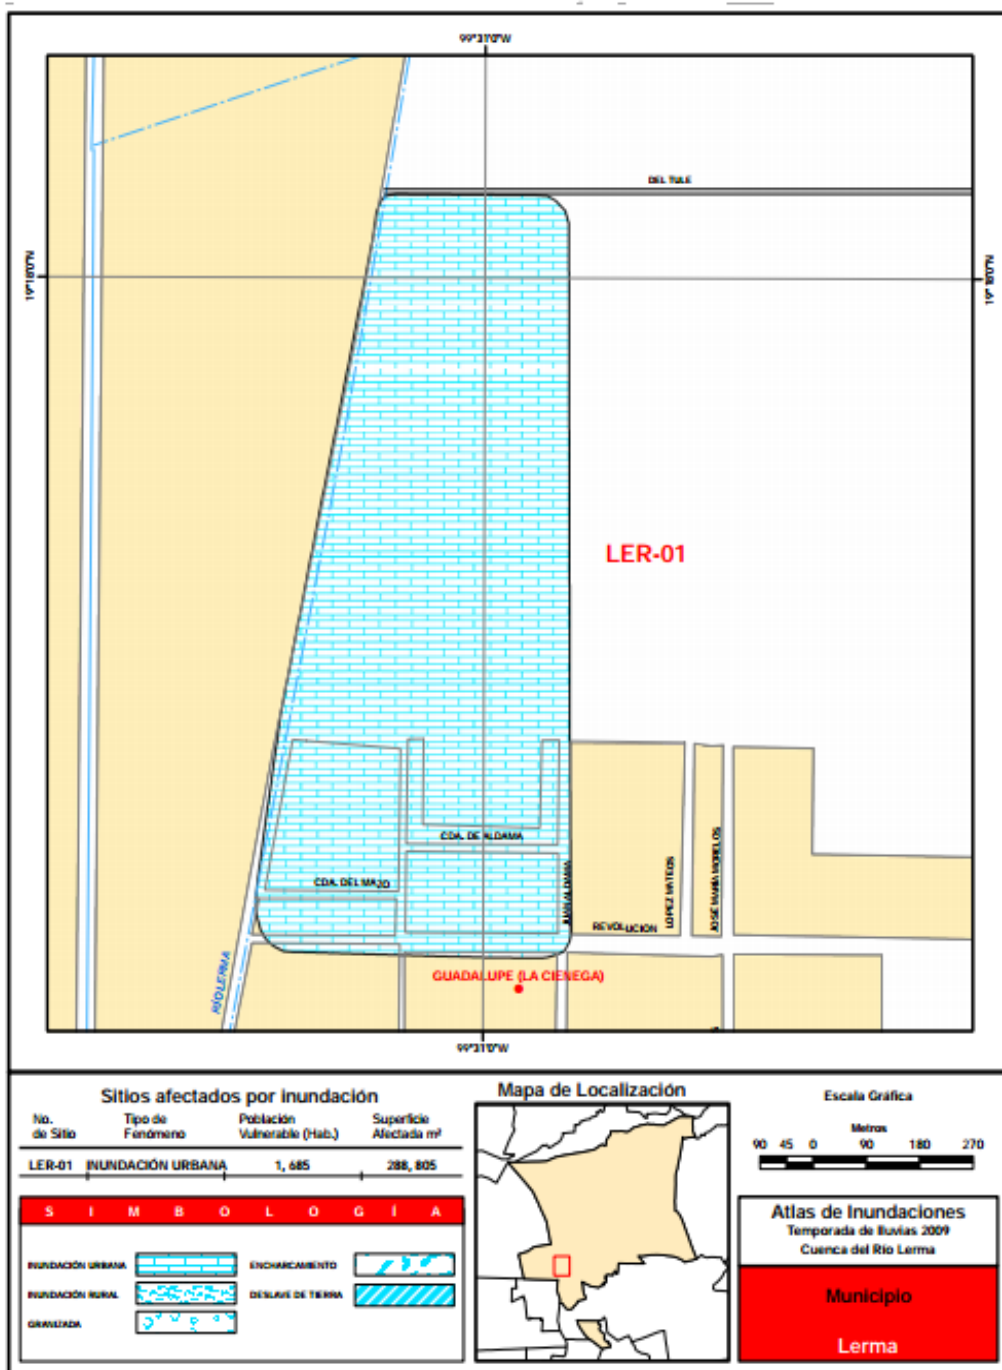 99°31'0"W
DEL TULE
19°18'0"N
19°18'0"N
LER-01
CDA. DE ALDAMA
CDA. DEL MAZO
JUAN ALDAMA
LOPEZ MATEOS
JOSE MARIA MORELOS
REVOLUCION
RÍO LERMA
GUADALUPE (LA CIENEGA)
99°31'0"W
Sitios afectados por inundación
No. de Sitio
Tipo de Fenómeno
Población Vulnerable (Hab.)
Superficie Afectada m²
LER-01 INUNDACIÓN URBANA 1, 685 288, 805
S I M B O L O G Í A
INUNDACIÓN URBANA
ENCHARCAMIENTO
INUNDACIÓN RURAL
DESLAVE DE TIERRA
GRANIZADA
Mapa de Localización
Escala Gráfica
Metros
90 45 0 90 180 270
Atlas de Inundaciones
Temporada de lluvias 2009
Cuenca del Río Lerma
Municipio
Lerma